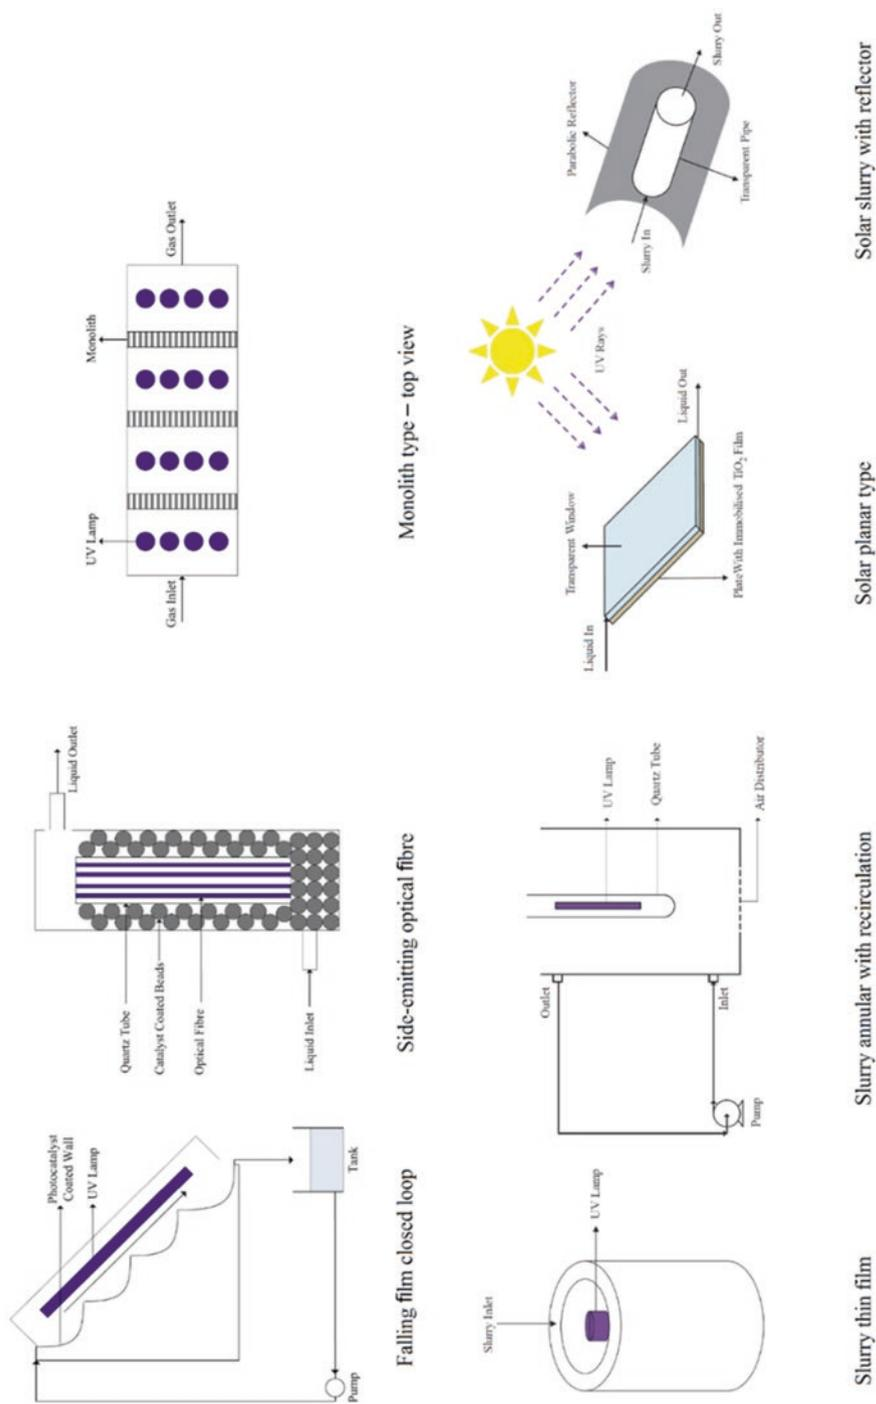 Photocatalyst
Coated Wall
UV Lamp
Pump
Tank
Falling film closed loop
Liquid Outlet
Quartz Tube
Catalyst Coated Beads
Optical Fibre
Liquid Inlet
Side-emitting optical fibre
UV Lamp
Monolith
Gas Inlet
Gas Outlet
Monolith type – top view
Slurry Inlet
UV Lamp
Slurry thin film
Outlet
Inlet
Pump
UV Lamp
Quartz Tube
Air Distributor
Slurry annular with recirculation
Liquid In
Transparent Window
Liquid Out
PlateWith Immobilised TiO₂ Film
Solar planar type
UV Rays
Parabolic Reflector
Slurry In
Slurry Out
Transparent Pipe
Solar slurry with reflector